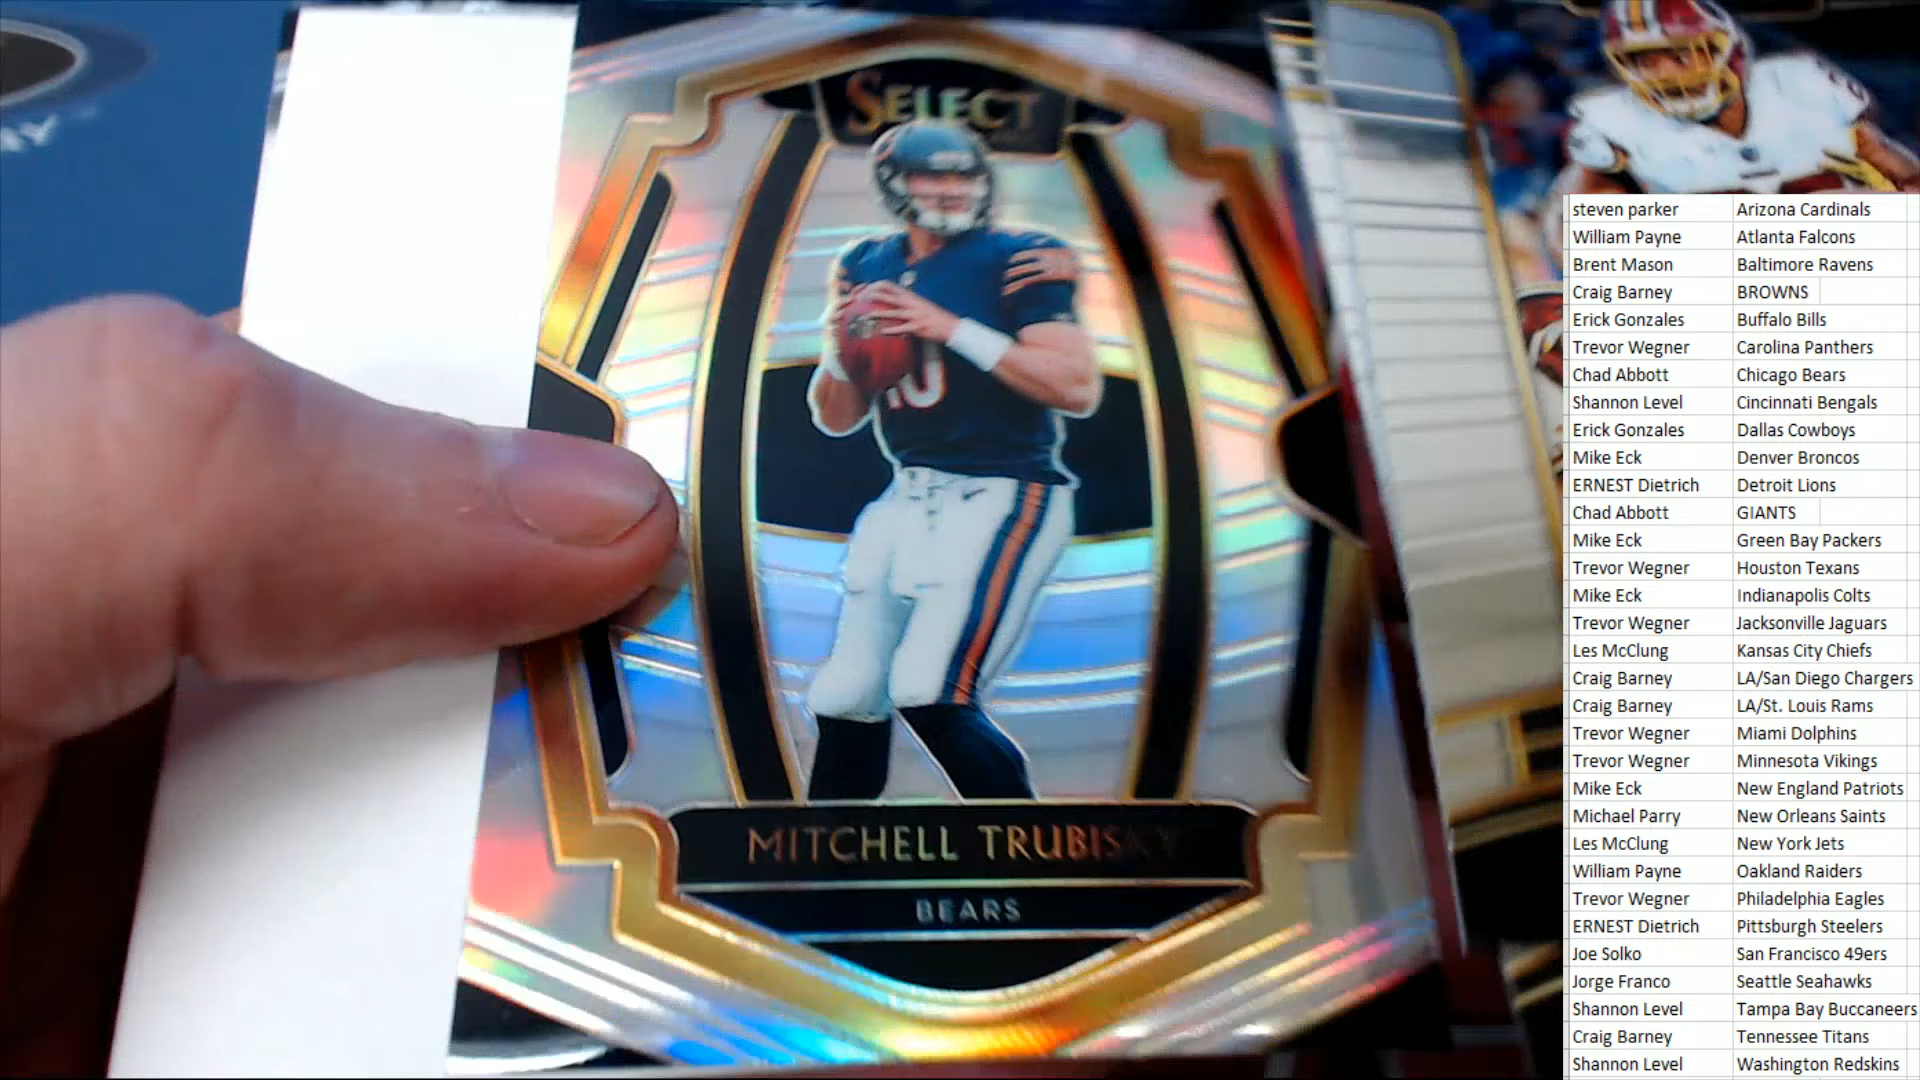 SELECT
10
MITCHELL TRUBISKY
BEARS
steven parker Arizona Cardinals
William Payne Atlanta Falcons
Brent Mason Baltimore Ravens
Craig Barney BROWNS
Erick Gonzales Buffalo Bills
Trevor Wegner Carolina Panthers
Chad Abbott Chicago Bears
Shannon Level Cincinnati Bengals
Erick Gonzales Dallas Cowboys
Mike Eck Denver Broncos
ERNEST Dietrich Detroit Lions
Chad Abbott GIANTS
Mike Eck Green Bay Packers
Trevor Wegner Houston Texans
Mike Eck Indianapolis Colts
Trevor Wegner Jacksonville Jaguars
Les McClung Kansas City Chiefs
Craig Barney LA/San Diego Chargers
Craig Barney LA/St. Louis Rams
Trevor Wegner Miami Dolphins
Trevor Wegner Minnesota Vikings
Mike Eck New England Patriots
Michael Parry New Orleans Saints
Les McClung New York Jets
William Payne Oakland Raiders
Trevor Wegner Philadelphia Eagles
ERNEST Dietrich Pittsburgh Steelers
Joe Solko San Francisco 49ers
Jorge Franco Seattle Seahawks
Shannon Level Tampa Bay Buccaneers
Craig Barney Tennessee Titans
Shannon Level Washington Redskins